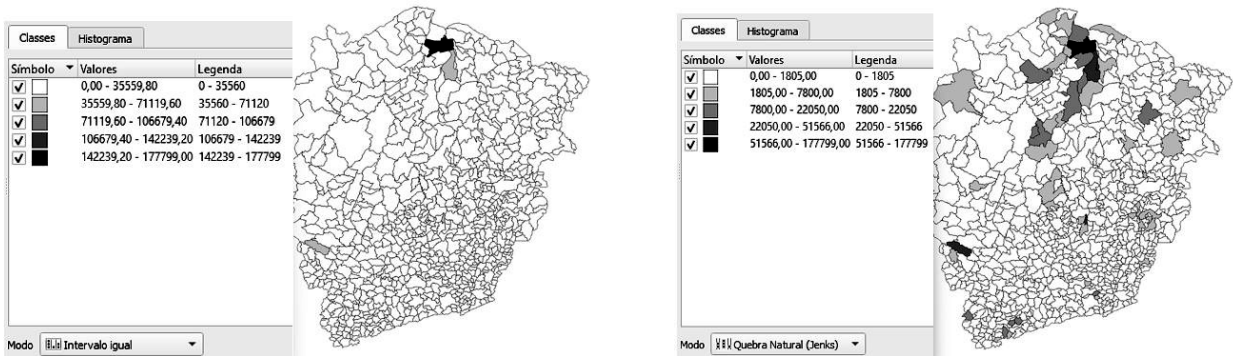 Classes Histograma
Símbolo Valores Legenda
0,00 - 35559,80 0 - 35560
35559,80 - 71119,60 35560 - 71120
71119,60 - 106679,40 71120 - 106679
106679,40 - 142239,20 106679 - 142239
142239,20 - 177799,00 142239 - 177799
Modo Intervalo igual
Classes Histograma
Símbolo Valores Legenda
0,00 - 1805,00 0 - 1805
1805,00 - 7800,00 1805 - 7800
7800,00 - 22050,00 7800 - 22050
22050,00 - 51566,00 22050 - 51566
51566,00 - 177799,00 51566 - 177799
Modo Quebra Natural (Jenks)